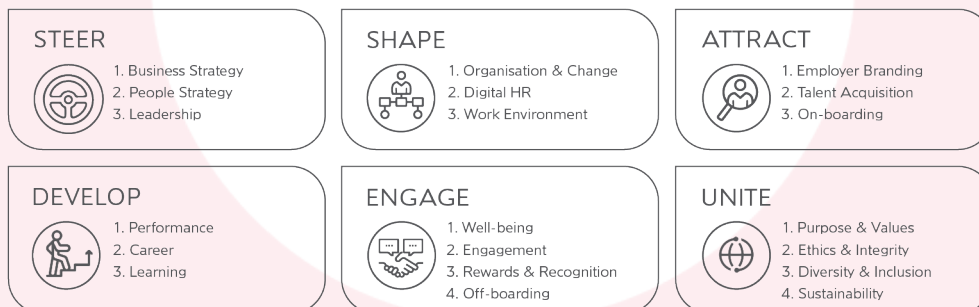 STEER
1. Business Strategy
2. People Strategy
3. Leadership
SHAPE
1. Organisation & Change
2. Digital HR
3. Work Environment
ATTRACT
1. Employer Branding
2. Talent Acquisition
3. On-boarding
DEVELOP
1. Performance
2. Career
3. Learning
ENGAGE
1. Well-being
2. Engagement
3. Rewards & Recognition
4. Off-boarding
UNITE
1. Purpose & Values
2. Ethics & Integrity
3. Diversity & Inclusion
4. Sustainability